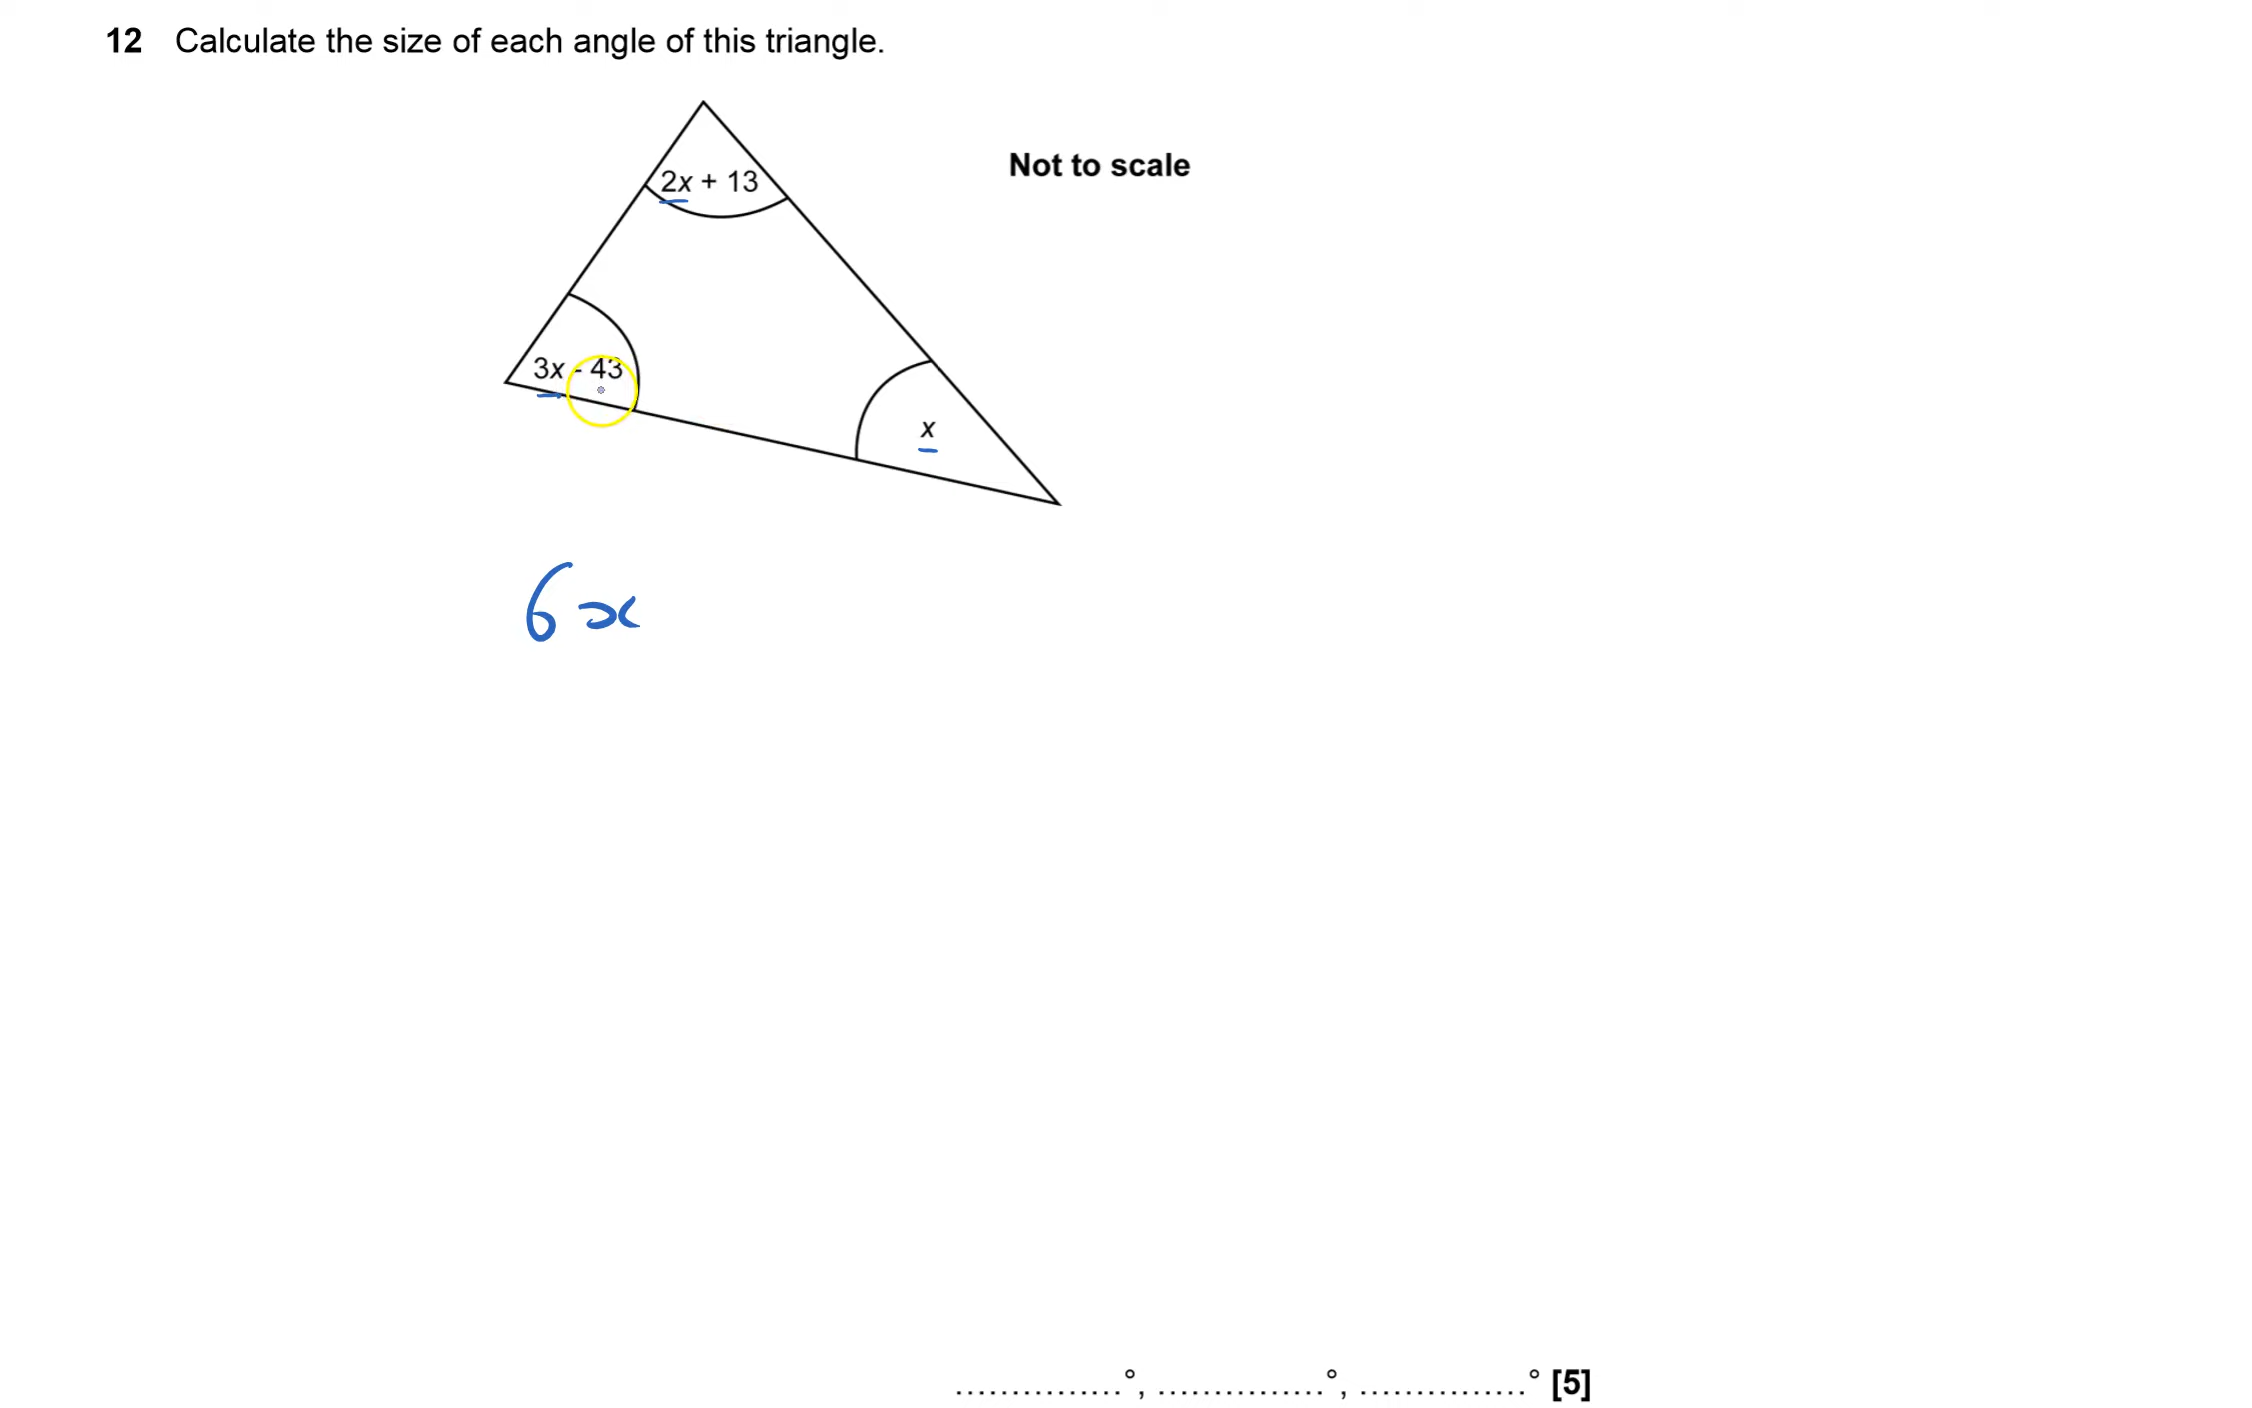 12 Calculate the size of each angle of this triangle.
Not to scale
2x + 13
3x - 43
x
6x
...............°, ...............°, ...............° [5]